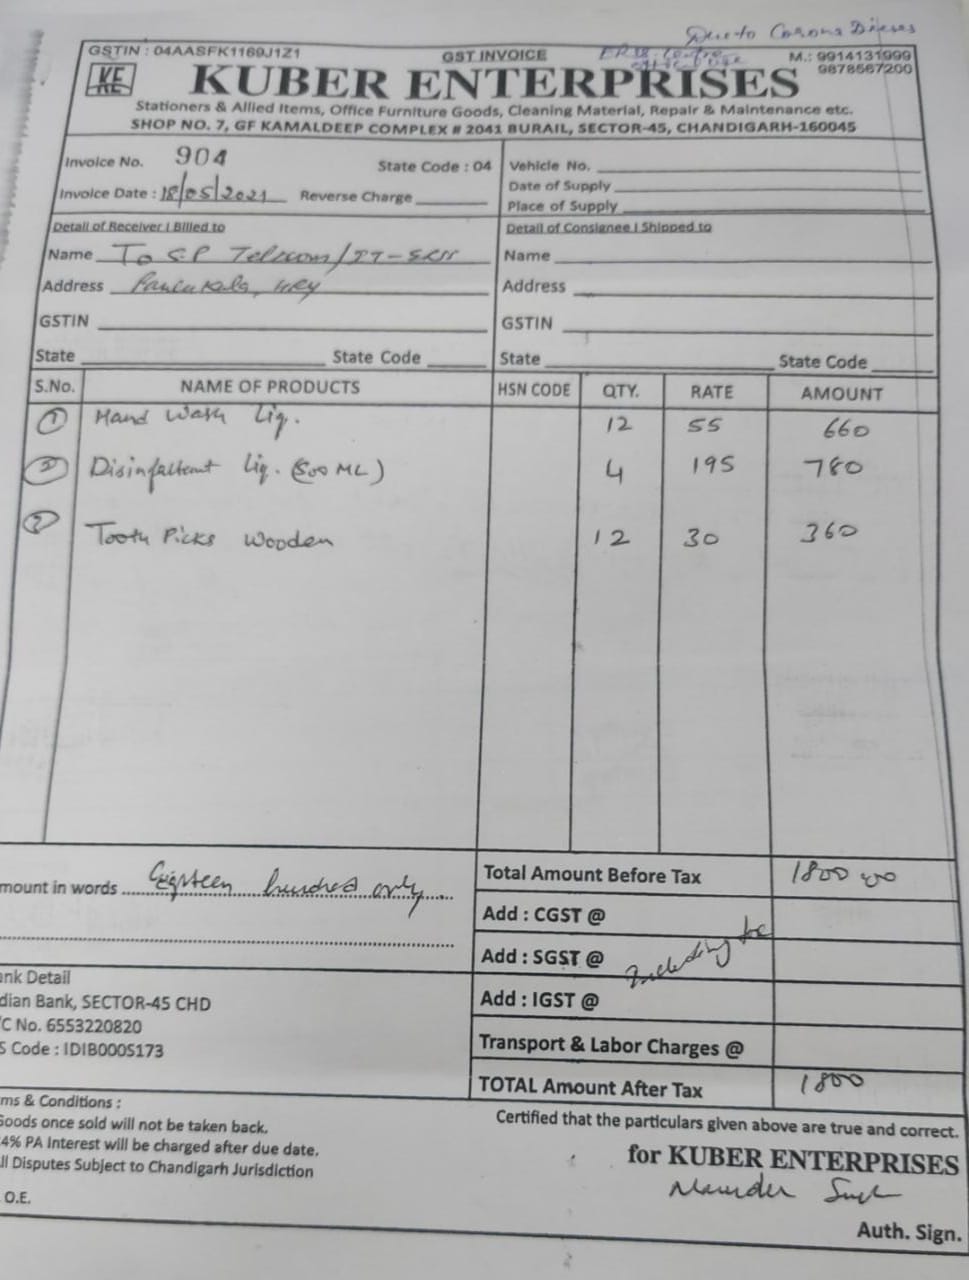 Due to Corona Diseases
GSTIN : 04AASFK1169J1Z1 GST INVOICE M.: 9914131999
9878567200
KE
KE
KUBER ENTERPRISES
Stationers & Allied Items, Office Furniture Goods, Cleaning Material, Repair & Maintenance etc.
SHOP NO. 7, GF KAMALDEEP COMPLEX # 2041 BURAIL, SECTOR-45, CHANDIGARH-160045
Invoice No. 904 State Code : 04 Vehicle No.
Invoice Date : 18/05/2021 Reverse Charge Date of Supply
Place of Supply
Detail of Receiver | Billed to Detail of Consignee | Shipped to
Name To S.P Telecom/IT- Name
Address Panchkula, HRY Address
GSTIN GSTIN
State State Code State State Code
S.No. NAME OF PRODUCTS HSN CODE QTY. RATE AMOUNT
1 Hand Wash Liq. 12 55 660
3 Disinfactent Liq. (500 ML) 4 195 780
2 Tooth Picks Wooden 12 30 360
mount in words Eighteen hundred only Total Amount Before Tax 1800 00
Add : CGST @
Add : SGST @ Including
ank Detail
dian Bank, SECTOR-45 CHD Add : IGST @
C No. 6553220820
S Code : IDIB000S173 Transport & Labor Charges @
TOTAL Amount After Tax 1800
ms & Conditions : Certified that the particulars given above are true and correct.
Goods once sold will not be taken back.
4% PA Interest will be charged after due date. for KUBER ENTERPRISES
ll Disputes Subject to Chandigarh Jurisdiction
O.E.
Auth. Sign.